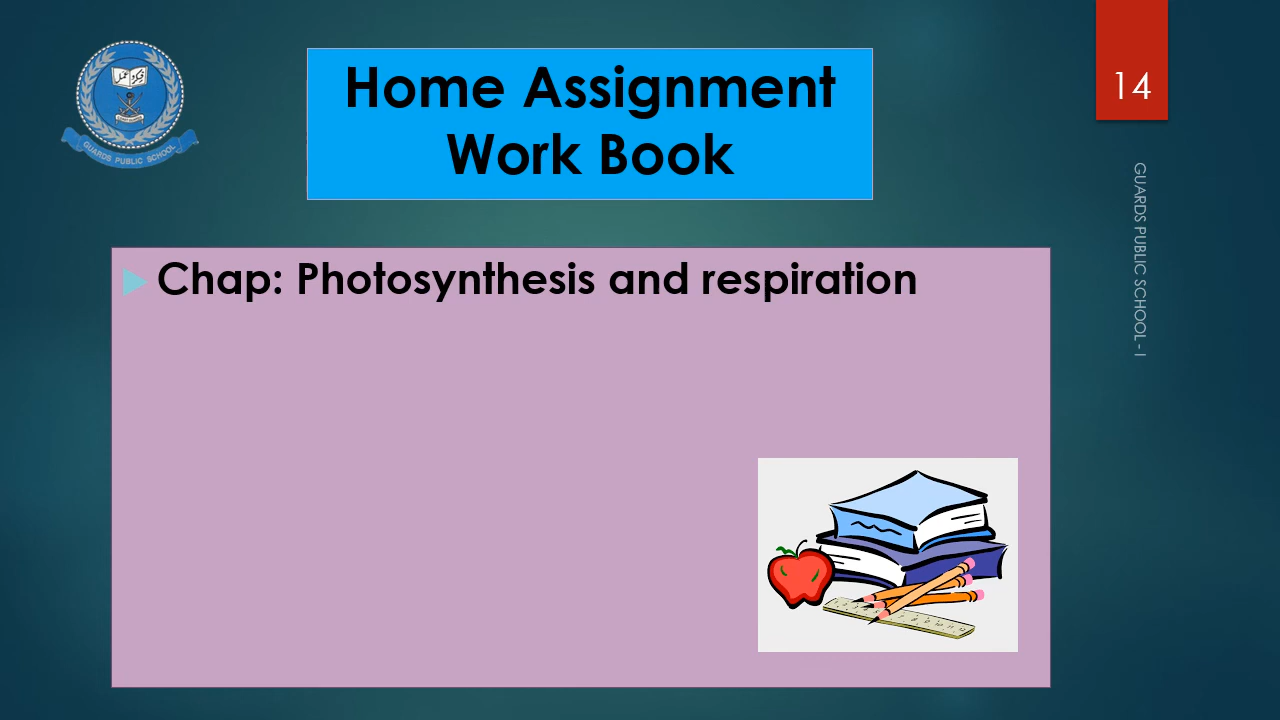 Home Assignment
Work Book
14
GUARDS PUBLIC SCHOOL
GUARDS PUBLIC SCHOOL - I
Chap: Photosynthesis and respiration